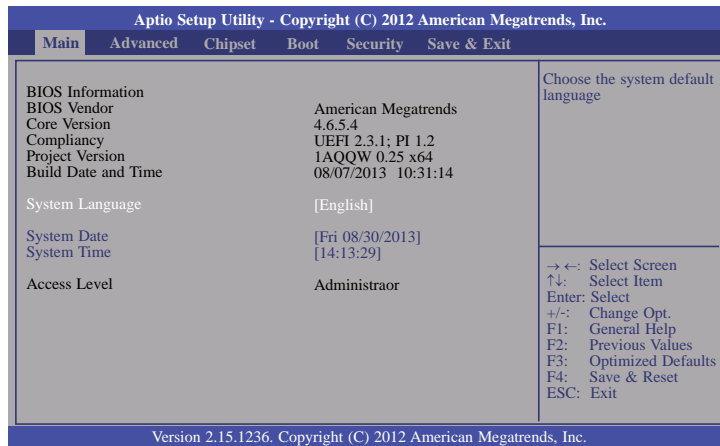 Aptio Setup Utility - Copyright (C) 2012 American Megatrends, Inc.
Main Advanced Chipset Boot Security Save & Exit
BIOS Information
BIOS Vendor American Megatrends
Core Version 4.6.5.4
Compliancy UEFI 2.3.1; PI 1.2
Project Version 1AQQW 0.25 x64
Build Date and Time 08/07/2013 10:31:14
System Language [English]
System Date [Fri 08/30/2013]
System Time [14:13:29]
Access Level Administraor
Choose the system default
language
→ ←: Select Screen
↑↓: Select Item
Enter: Select
+/-: Change Opt.
F1: General Help
F2: Previous Values
F3: Optimized Defaults
F4: Save & Reset
ESC: Exit
Version 2.15.1236. Copyright (C) 2012 American Megatrends, Inc.